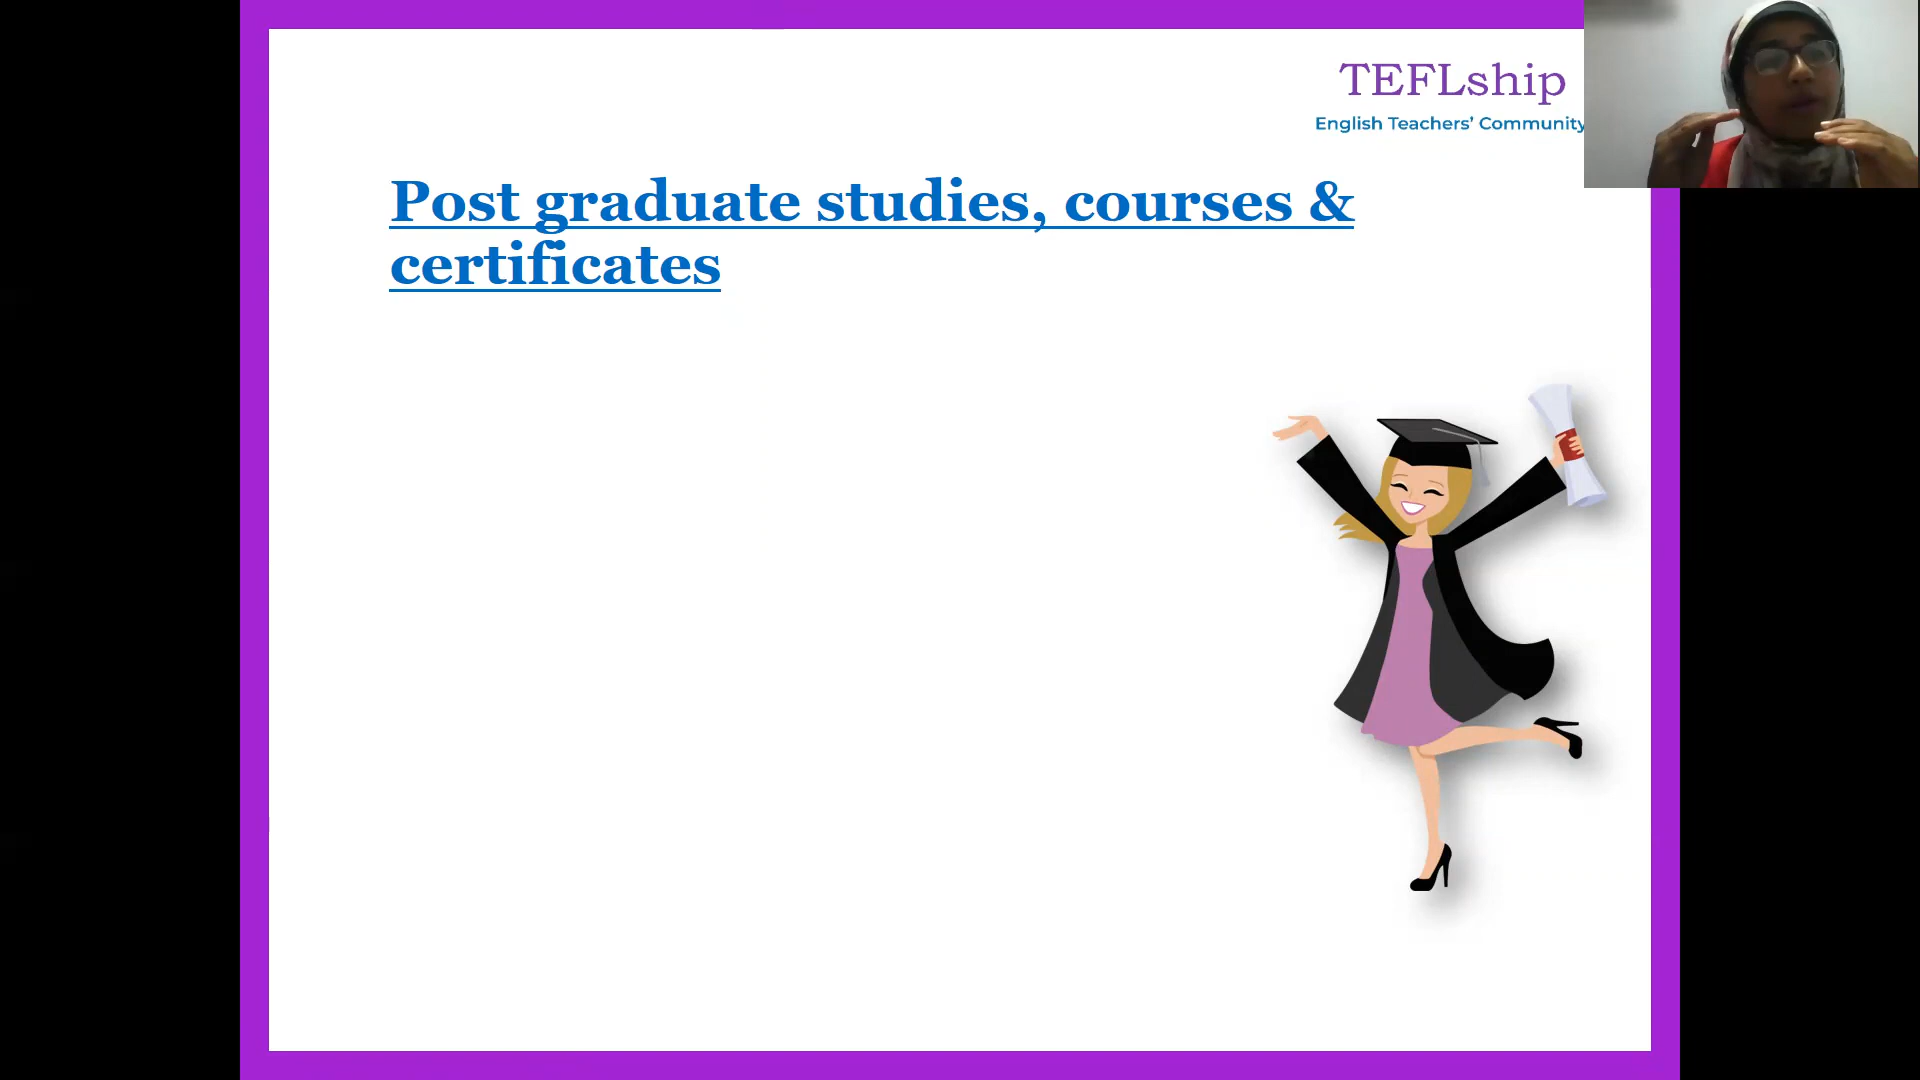 TEFLship
English Teachers' Community
Post graduate studies, courses &
certificates